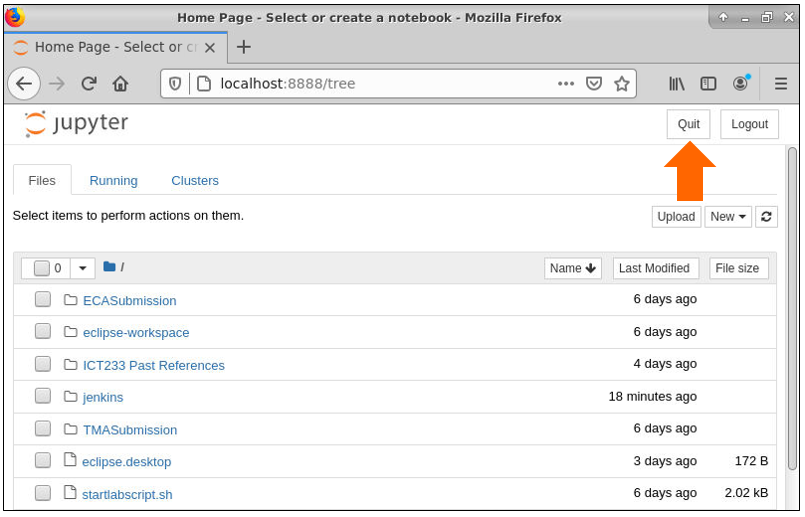 Home Page - Select or create a notebook - Mozilla Firefox
Home Page - Select or cr
localhost:8888/tree
jupyter
Quit Logout
Files Running Clusters
Select items to perform actions on them.
Upload New
0 / Name Last Modified File size
ECASubmission 6 days ago
eclipse-workspace 6 days ago
ICT233 Past References 4 days ago
jenkins 18 minutes ago
TMASubmission 6 days ago
eclipse.desktop 3 days ago 172 B
startlabscript.sh 6 days ago 2.02 kB